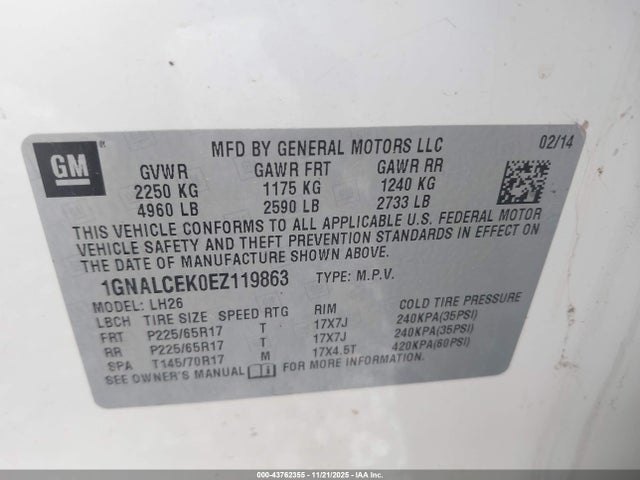 GM
MFD BY GENERAL MOTORS LLC 02/14
GVWR GAWR FRT GAWR RR
2250 KG 1175 KG 1240 KG
4960 LB 2590 LB 2733 LB
THIS VEHICLE CONFORMS TO ALL APPLICABLE U.S. FEDERAL MOTOR
VEHICLE SAFETY AND THEFT PREVENTION STANDARDS IN EFFECT ON
THE DATE OF MANUFACTURE SHOWN ABOVE.
1GNALCEK0EZ119863 TYPE: M.P.V.
MODEL: LH26
LBCH TIRE SIZE SPEED RTG RIM COLD TIRE PRESSURE
FRT P225/65R17 T 17X7J 240KPA(35PSI)
RR P225/65R17 T 17X7J 240KPA(35PSI)
SPA T145/70R17 M 17X4.5T 420KPA(60PSI)
SEE OWNER'S MANUAL FOR MORE INFORMATION.
000-43762355 - 11/21/2025 - IAA Inc.